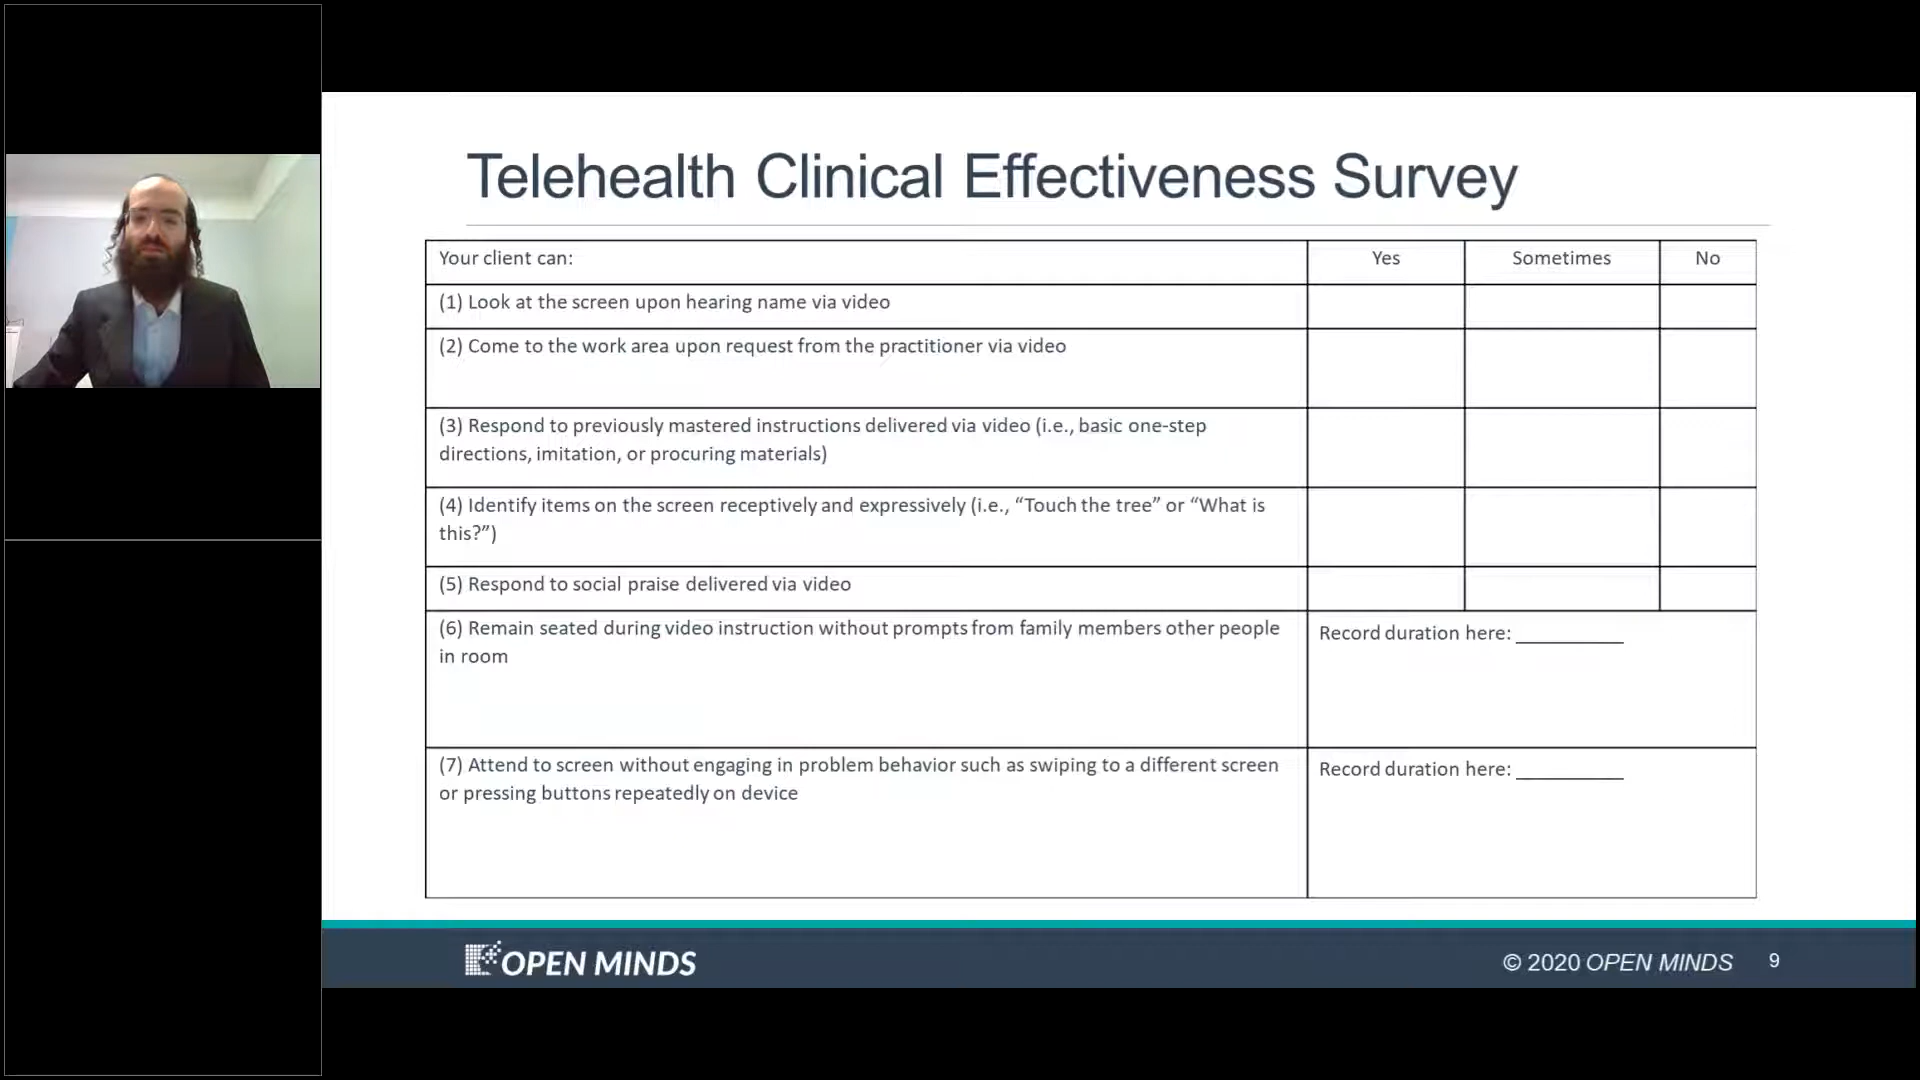 Telehealth Clinical Effectiveness Survey
Your client can: Yes Sometimes No
(1) Look at the screen upon hearing name via video
(2) Come to the work area upon request from the practitioner via video
(3) Respond to previously mastered instructions delivered via video (i.e., basic one-step
directions, imitation, or procuring materials)
(4) Identify items on the screen receptively and expressively (i.e., “Touch the tree” or “What is
this?”)
(5) Respond to social praise delivered via video
(6) Remain seated during video instruction without prompts from family members other people
in room
Record duration here: __________
(7) Attend to screen without engaging in problem behavior such as swiping to a different screen
or pressing buttons repeatedly on device
Record duration here: __________
OPEN MINDS
© 2020 OPEN MINDS 9